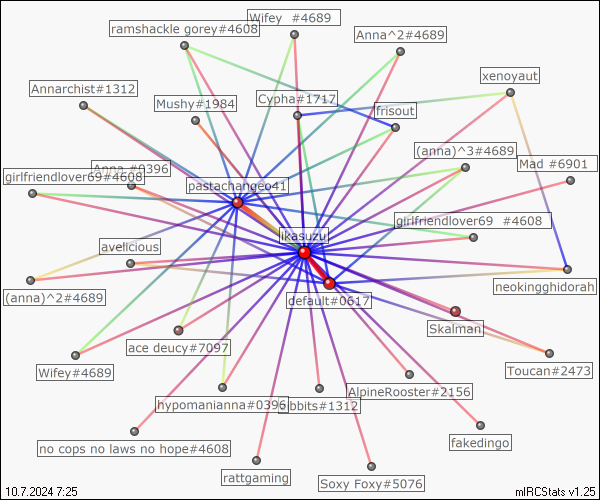 Wifey  #4689
ramshackle gorey#4608
Anna^2#4689
xenoyaut
Annarchist#1312
Mushy#1984
Cypha#1717
frisout
(anna)^3#4689
Mad #6901
Anna #0396
girlfriendlover69#4608
pastachangeo41
girlfriendlover69  #4608
ikasuzu
avelicious
neokingghidorah
(anna)^2#4689
default#0617
Skalman
ace deucy#7097
Wifey#4689
Toucan#2473
AlpineRooster#2156
hypomanianna#0396
ibbits#1312
fakedingo
no cops no laws no hope#4608
rattgaming
Soxy Foxy#5076
10.7.2024 7:25
mIRCStats v1.25